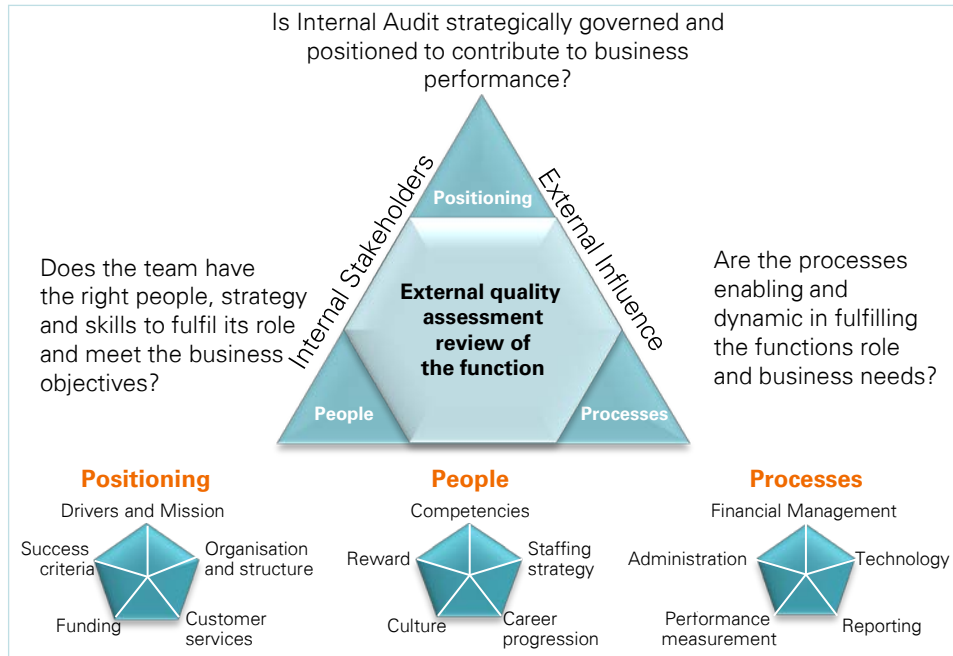 Is Internal Audit strategically governed and
positioned to contribute to business
performance?
Internal Stakeholders
External Influence
Positioning
Does the team have
the right people, strategy
and skills to fulfil its role
and meet the business
objectives?
External quality
assessment
review of
the function
Are the processes
enabling and
dynamic in fulfilling
the functions role
and business needs?
People
Processes
Positioning
Drivers and Mission
Success
criteria
Organisation
and structure
Funding
Customer
services
People
Competencies
Reward
Staffing
strategy
Culture
Career
progression
Processes
Financial Management
Administration
Technology
Performance
measurement
Reporting